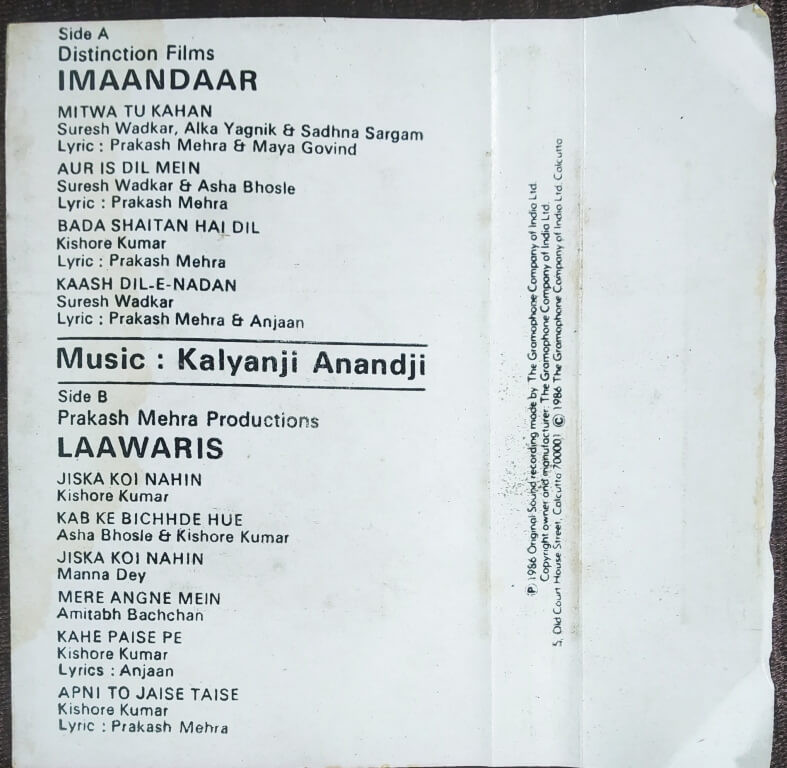 Side A
Distinction Films
IMAANDAAR
MITWA TU KAHAN
Suresh Wadkar, Alka Yagnik & Sadhna Sargam
Lyric : Prakash Mehra & Maya Govind
AUR IS DIL MEIN
Suresh Wadkar & Asha Bhosle
Lyric : Prakash Mehra
BADA SHAITAN HAI DIL
Kishore Kumar
Lyric : Prakash Mehra
KAASH DIL-E-NADAN
Suresh Wadkar
Lyric : Prakash Mehra & Anjaan
Music : Kalyanji Anandji
Side B
Prakash Mehra Productions
LAAWARIS
JISKA KOI NAHIN
Kishore Kumar
KAB KE BICHHDE HUE
Asha Bhosle & Kishore Kumar
JISKA KOI NAHIN
Manna Dey
MERE ANGNE MEIN
Amitabh Bachchan
KAHE PAISE PE
Kishore Kumar
Lyrics : Anjaan
APNI TO JAISE TAISE
Kishore Kumar
Lyric : Prakash Mehra
Ⓟ 1986 Original Sound recording made by The Gramophone Company of India Ltd.
Copyright owner and manufacturer: The Gramophone Company of India Ltd.
5, Old Court House Street, Calcutta 700001 © 1986 The Gramophone Company of India Ltd. Calcutta